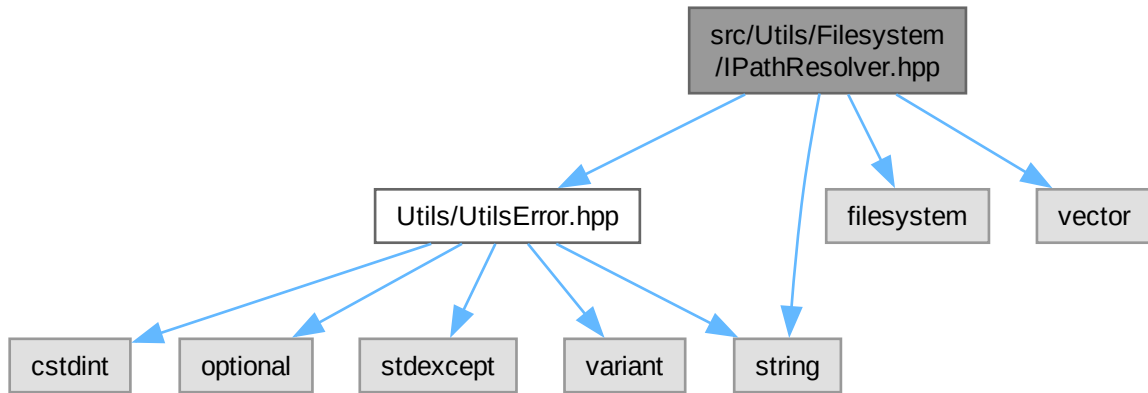 src/Utils/Filesystem
/IPathResolver.hpp
Utils/UtilsError.hpp
filesystem
vector
cstdint
optional
stdexcept
variant
string